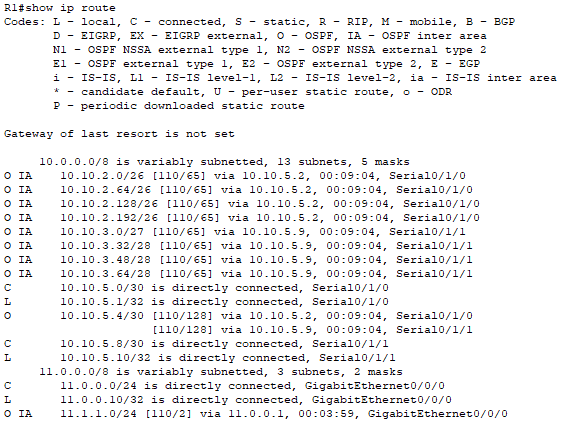 R1#show ip route
Codes: L - local, C - connected, S - static, R - RIP, M - mobile, B - BGP
D - EIGRP, EX - EIGRP external, O - OSPF, IA - OSPF inter area
N1 - OSPF NSSA external type 1, N2 - OSPF NSSA external type 2
E1 - OSPF external type 1, E2 - OSPF external type 2, E - EGP
i - IS-IS, L1 - IS-IS level-1, L2 - IS-IS level-2, ia - IS-IS inter area
* - candidate default, U - per-user static route, o - ODR
P - periodic downloaded static route
Gateway of last resort is not set
10.0.0.0/8 is variably subnetted, 13 subnets, 5 masks
O IA 10.10.2.0/26 [110/65] via 10.10.5.2, 00:09:04, Serial0/1/0
O IA 10.10.2.64/26 [110/65] via 10.10.5.2, 00:09:04, Serial0/1/0
O IA 10.10.2.128/26 [110/65] via 10.10.5.2, 00:09:04, Serial0/1/0
O IA 10.10.2.192/26 [110/65] via 10.10.5.2, 00:09:04, Serial0/1/0
O IA 10.10.3.0/27 [110/65] via 10.10.5.9, 00:09:04, Serial0/1/1
O IA 10.10.3.32/28 [110/65] via 10.10.5.9, 00:09:04, Serial0/1/1
O IA 10.10.3.48/28 [110/65] via 10.10.5.9, 00:09:04, Serial0/1/1
O IA 10.10.3.64/28 [110/65] via 10.10.5.9, 00:09:04, Serial0/1/1
C 10.10.5.0/30 is directly connected, Serial0/1/0
L 10.10.5.1/32 is directly connected, Serial0/1/0
O 10.10.5.4/30 [110/128] via 10.10.5.2, 00:09:04, Serial0/1/0
[110/128] via 10.10.5.9, 00:09:04, Serial0/1/1
C 10.10.5.8/30 is directly connected, Serial0/1/1
L 10.10.5.10/32 is directly connected, Serial0/1/1
11.0.0.0/8 is variably subnetted, 3 subnets, 2 masks
C 11.0.0.0/24 is directly connected, GigabitEthernet0/0/0
L 11.0.0.10/32 is directly connected, GigabitEthernet0/0/0
O IA 11.1.1.0/24 [110/2] via 11.0.0.1, 00:03:59, GigabitEthernet0/0/0